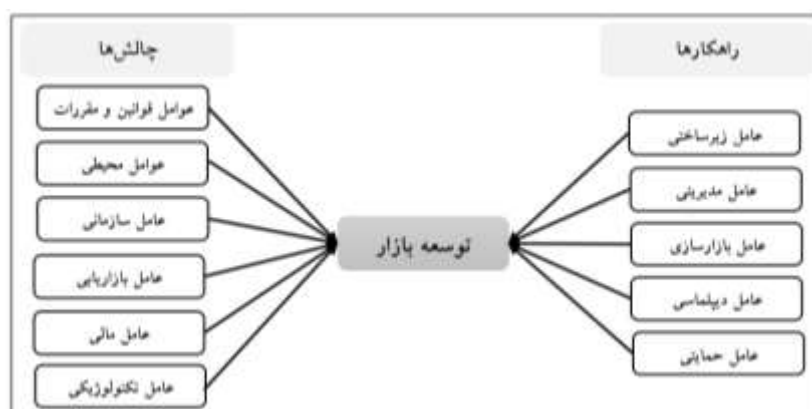 راهکارها
چالش‌ها
عامل زیرساختی
عامل مدیریتی
عامل بازارسازی
عامل دیپلماسی
عامل حمایتی
توسعه بازار
عوامل قوانین و مقررات
عوامل محیطی
عامل سازمانی
عامل بازاریابی
عامل مالی
عامل تکنولوژیکی